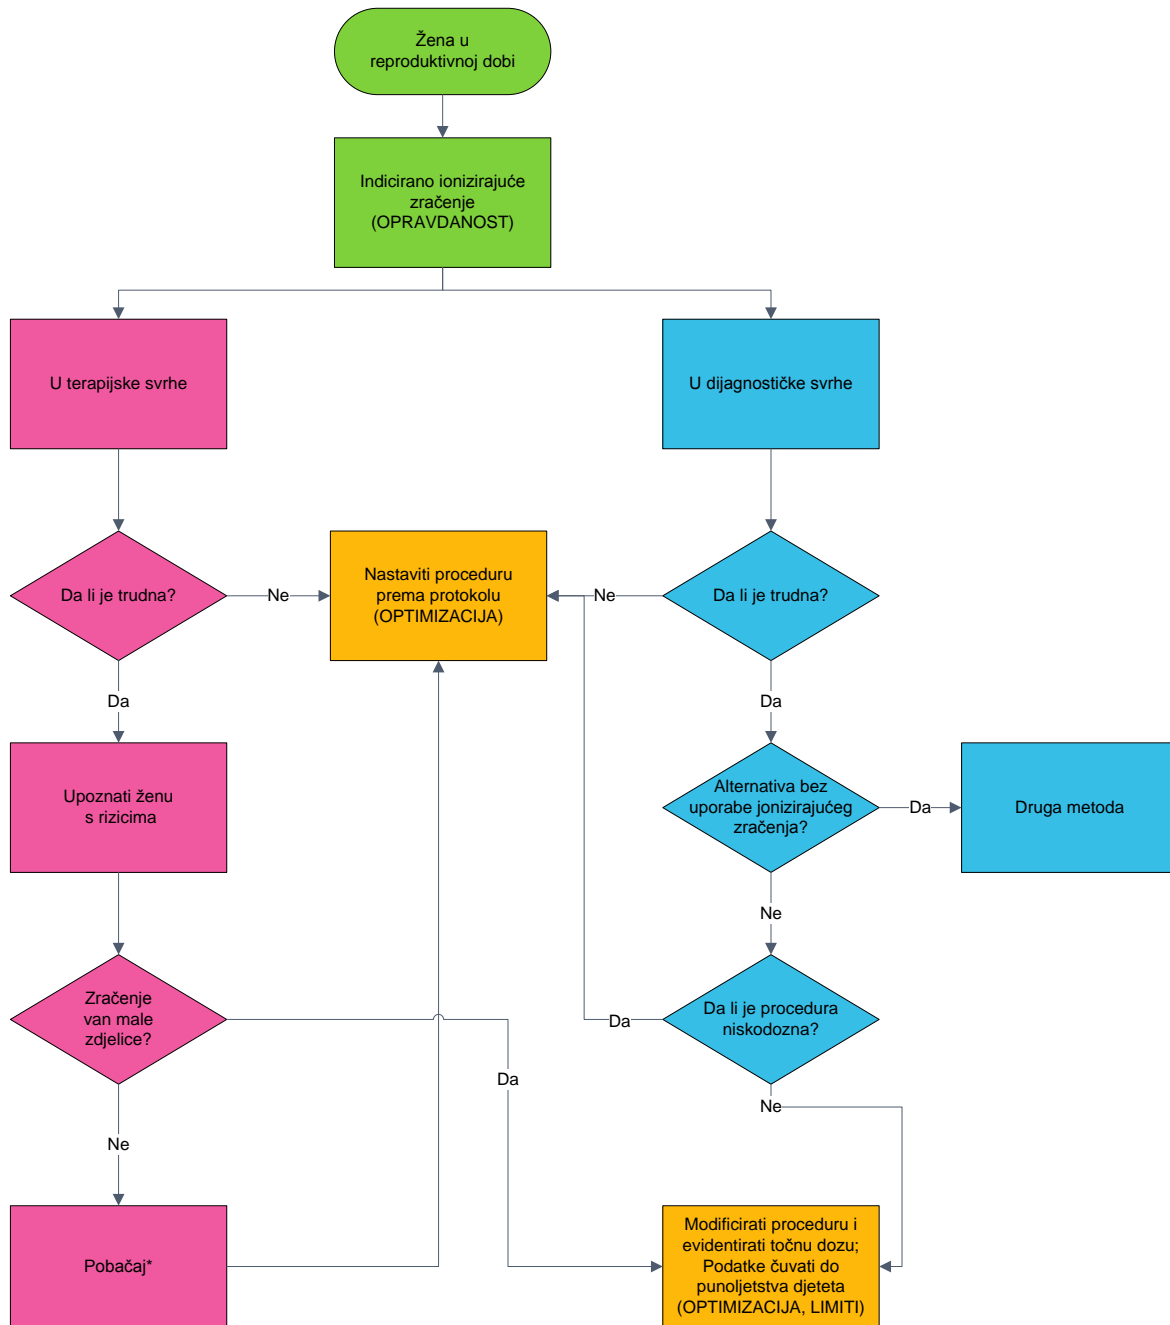 Žena u
reproduktivnoj dobi
Indicirano ionizirajuće
zračenje
(OPRAVDANOST)
U terapijske svrhe
U dijagnostičke svrhe
Da li je trudna?
Ne
Nastaviti proceduru
prema protokolu
(OPTIMIZACIJA)
Ne
Da li je trudna?
Da
Da
Upoznati ženu
s rizicima
Alternativa bez
uporabe jonizirajućeg
zračenja?
Da
Druga metoda
Ne
Zračenje
van male
zdjelice?
Da
Da li je procedura
niskodozna?
Da
Ne
Ne
Pobačaj*
Modificirati proceduru i
evidentirati točnu dozu;
Podatke čuvati do
punoljetstva djeteta
(OPTIMIZACIJA, LIMITI)